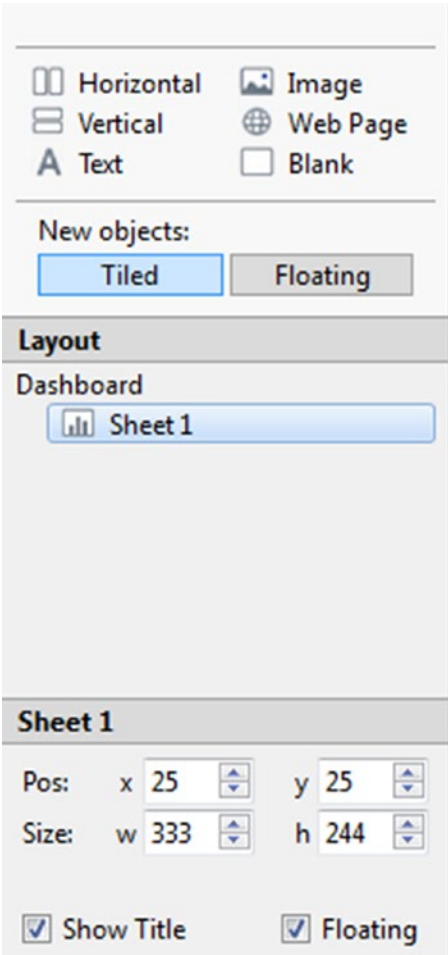 Horizontal Image
Vertical Web Page
A Text Blank
New objects:
Tiled Floating
Layout
Dashboard
Sheet 1
Sheet 1
Pos: x 25 y 25
Size: w 333 h 244
Show Title Floating